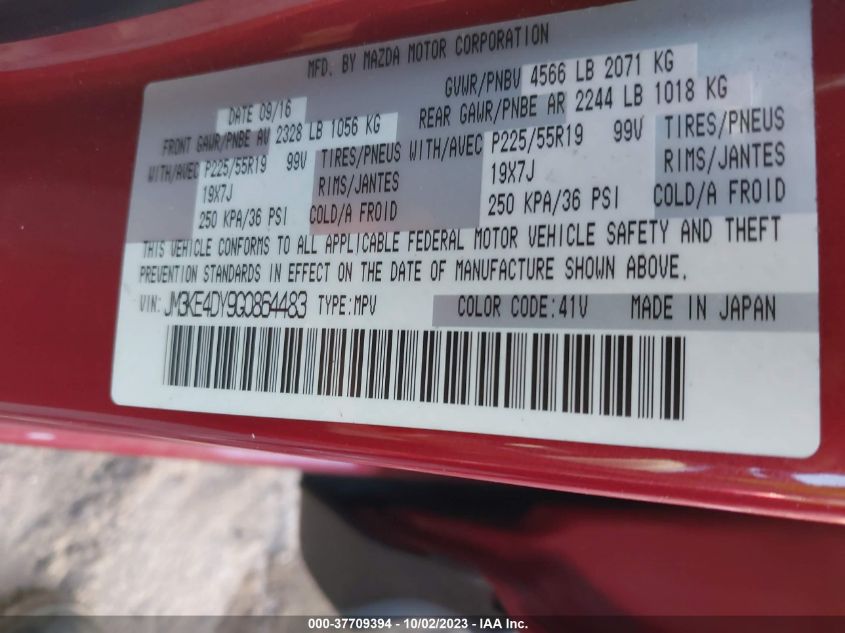 MFD. BY MAZDA MOTOR CORPORATION
DATE 09/16 GVWR/PNBV 4566 LB 2071 KG
FRONT GAWR/PNBE AV 2328 LB 1056 KG REAR GAWR/PNBE AR 2244 LB 1018 KG
WITH/AVEC P225/55R19 99V TIRES/PNEUS WITH/AVEC P225/55R19 99V TIRES/PNEUS
19X7J RIMS/JANTES 19X7J RIMS/JANTES
250 KPA/36 PSI COLD/A FROID 250 KPA/36 PSI COLD/A FROID
THIS VEHICLE CONFORMS TO ALL APPLICABLE FEDERAL MOTOR VEHICLE SAFETY AND THEFT
PREVENTION STANDARDS IN EFFECT ON THE DATE OF MANUFACTURE SHOWN ABOVE.
VIN: JM3KE4DY9G0864483 TYPE:MPV COLOR CODE:41V MADE IN JAPAN
000-37709394 - 10/02/2023 - IAA Inc.